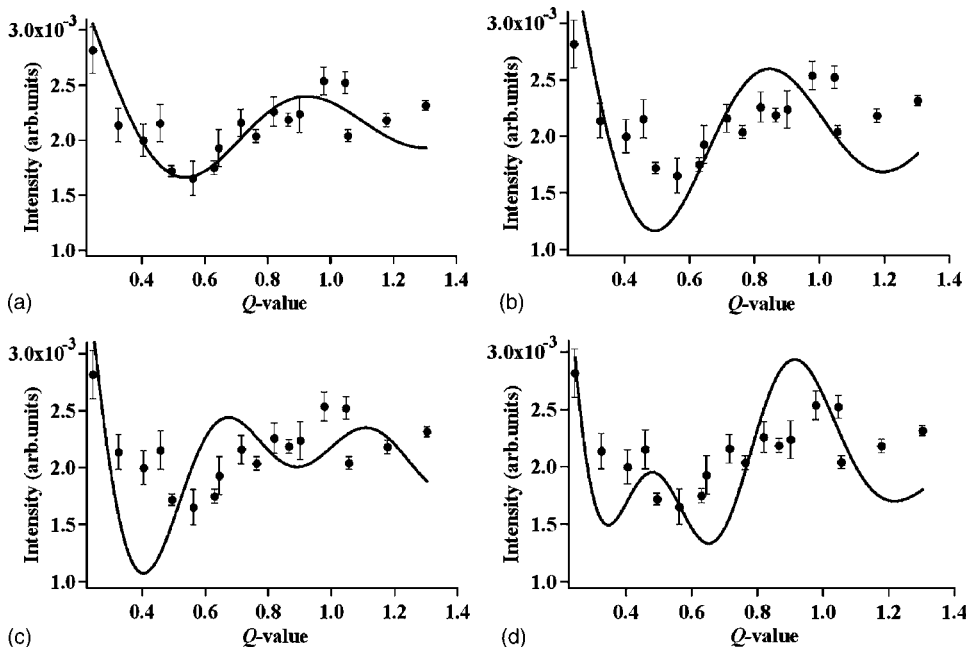 3.0x10⁻³
2.5
2.0
1.5
1.0
Intensity (arb.units)
0.4 0.6 0.8 1.0 1.2 1.4
Q-value
(a)
3.0x10⁻³
2.5
2.0
1.5
1.0
Intensity (arb.units)
0.4 0.6 0.8 1.0 1.2 1.4
Q-value
(b)
3.0x10⁻³
2.5
2.0
1.5
1.0
Intensity (arb.units)
0.4 0.6 0.8 1.0 1.2 1.4
Q-value
(c)
3.0x10⁻³
2.5
2.0
1.5
1.0
Intensity (arb.units)
0.4 0.6 0.8 1.0 1.2 1.4
Q-value
(d)